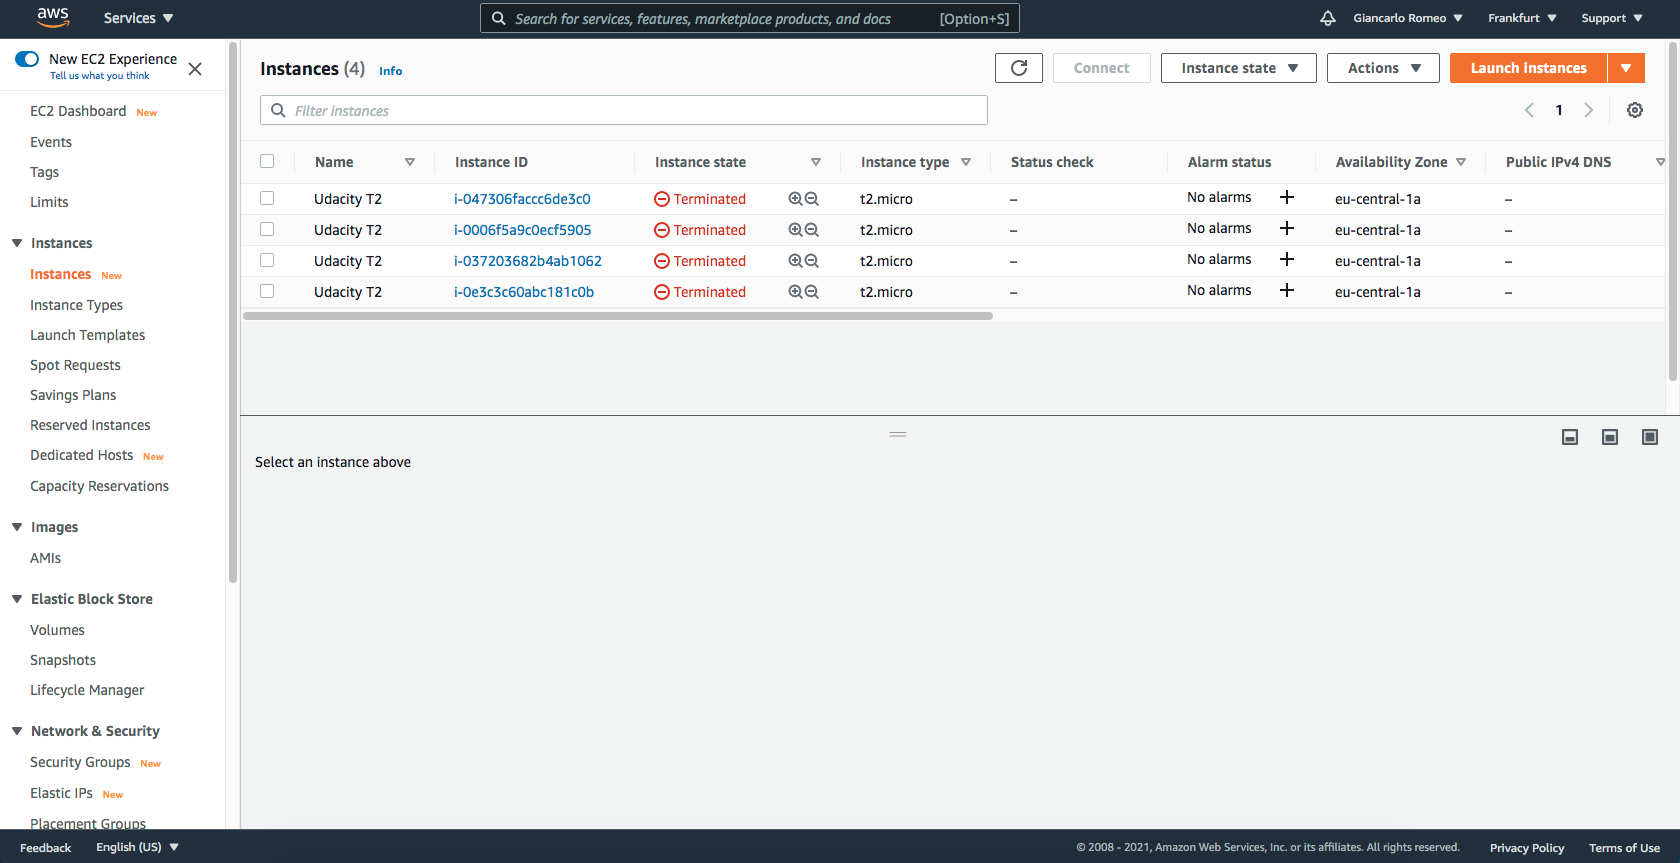 aws Services Search for services, features, marketplace products, and docs [Option+S] Giancarlo Romeo Frankfurt Support
New EC2 Experience
Tell us what you think
EC2 Dashboard New
Events
Tags
Limits
Instances
Instances New
Instance Types
Launch Templates
Spot Requests
Savings Plans
Reserved Instances
Dedicated Hosts New
Capacity Reservations
Images
AMIs
Elastic Block Store
Volumes
Snapshots
Lifecycle Manager
Network & Security
Security Groups New
Elastic IPs New
Placement Groups
Instances (4) Info Connect Instance state Actions Launch instances
Filter instances 1
Name Instance ID Instance state Instance type Status check Alarm status Availability Zone Public IPv4 DNS
Udacity T2 i-047306faccc6de3c0 Terminated t2.micro – No alarms + eu-central-1a –
Udacity T2 i-0006f5a9c0ecf5905 Terminated t2.micro – No alarms + eu-central-1a –
Udacity T2 i-037203682b4ab1062 Terminated t2.micro – No alarms + eu-central-1a –
Udacity T2 i-0e3c3c60abc181c0b Terminated t2.micro – No alarms + eu-central-1a –
Select an instance above
Feedback English (US) © 2008 - 2021, Amazon Web Services, Inc. or its affiliates. All rights reserved. Privacy Policy Terms of Use